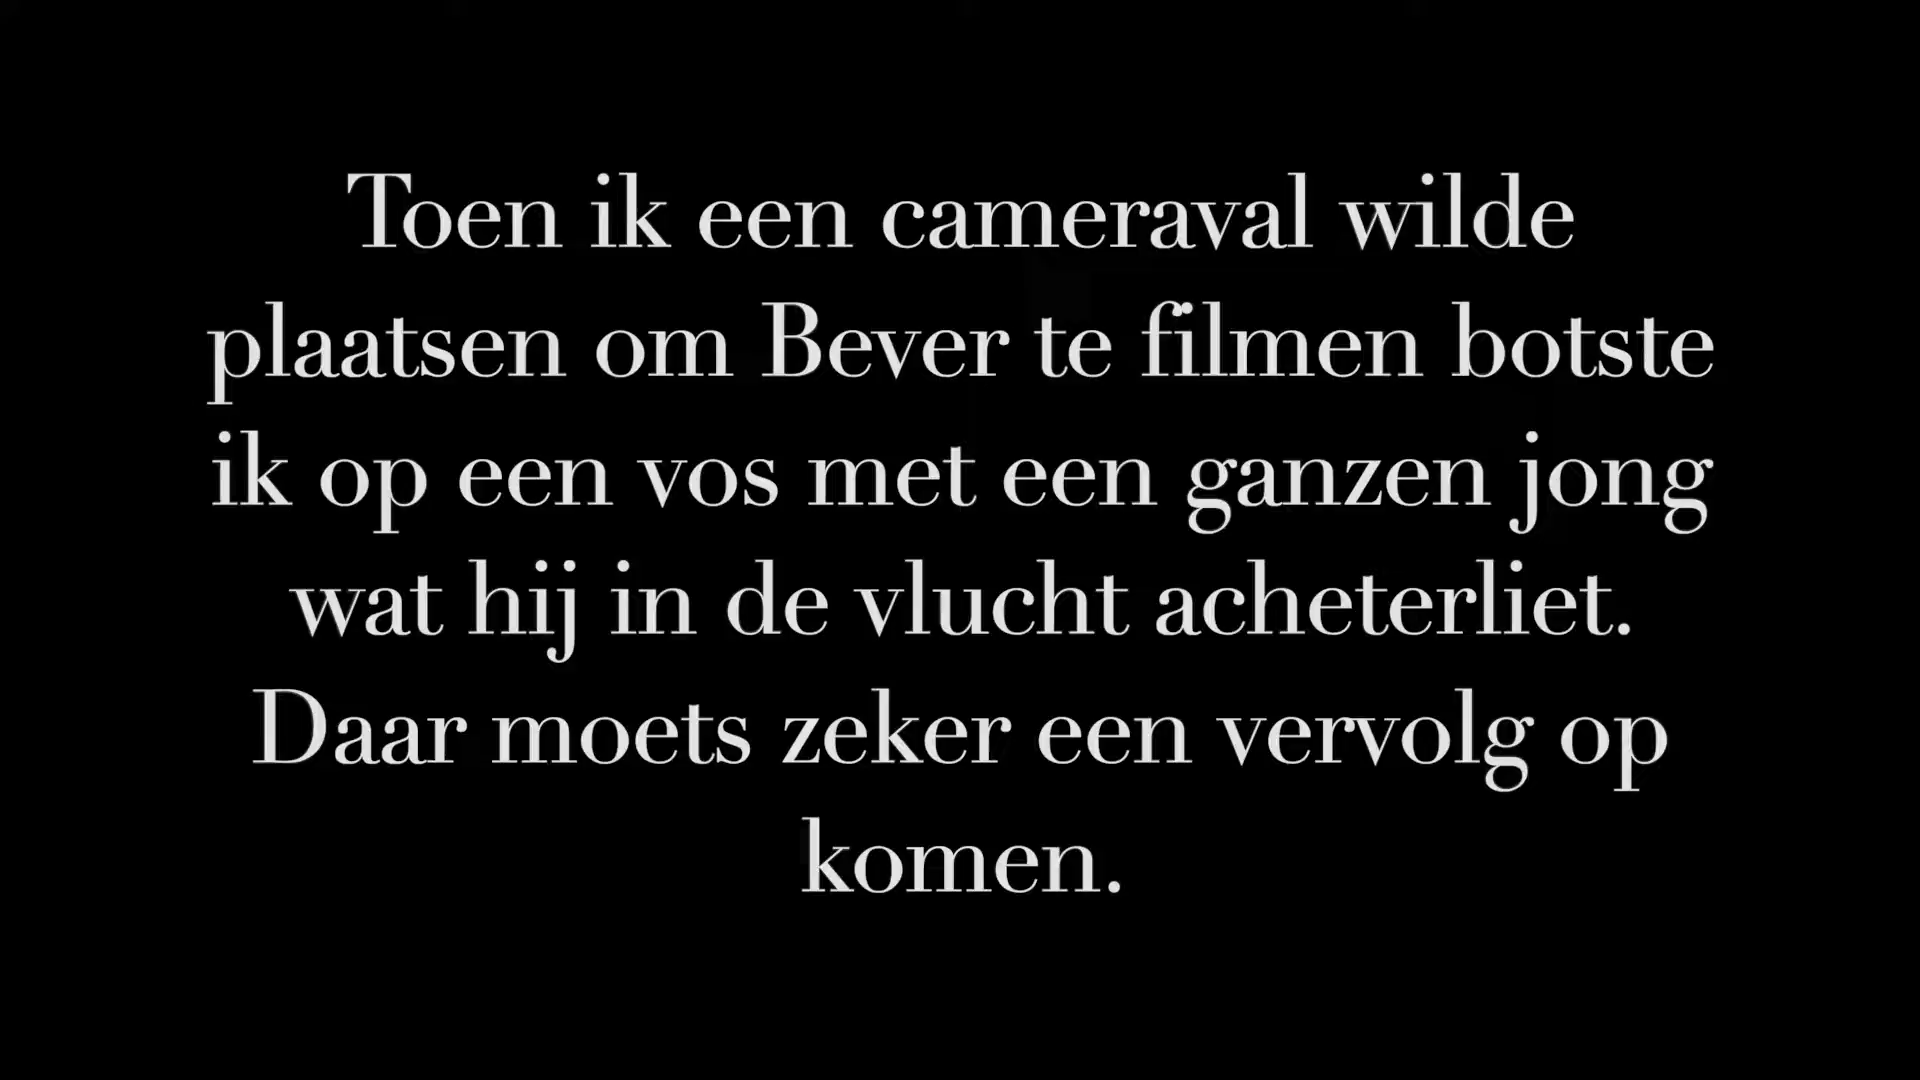 Toen ik een cameraval wilde
plaatsen om Bever te filmen botste
ik op een vos met een ganzen jong
wat hij in de vlucht acheterliet.
Daar moets zeker een vervolg op
komen.